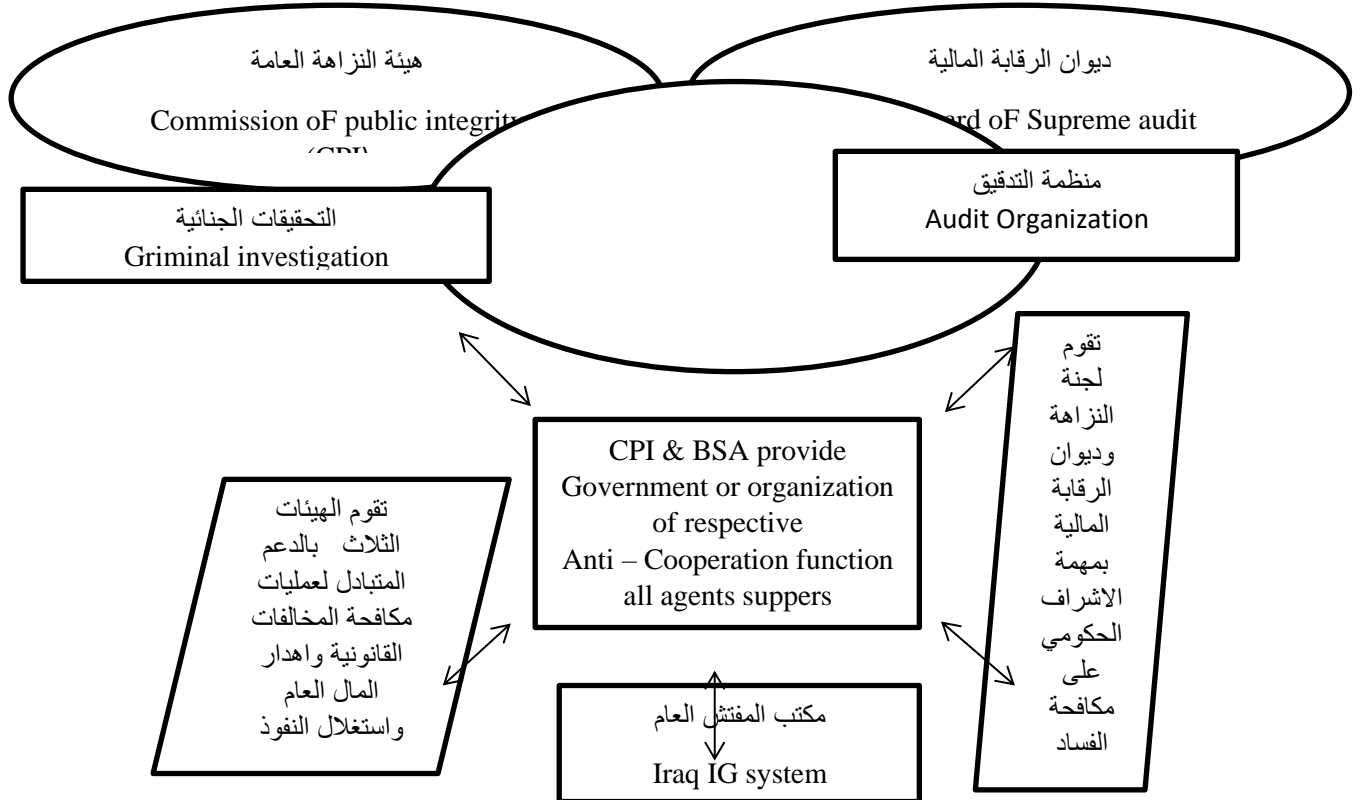 هيئة النزاهة العامة
Commission oF public integrity
ديوان الرقابة المالية
oF Supreme audit
التحقيقات الجنائية
Griminal investigation
منظمة التدقيق
Audit Organization
CPI & BSA provide
Government or organization
of respective
Anti – Cooperation function
all agents suppers
تقوم الهيئات
الثلاث بالدعم
المتبادل لعمليات
مكافحة المخالفات
القانونية واهدار
المال العام
واستغلال النفوذ
تقوم
لجنة
النزاهة
وديوان
الرقابة
المالية
بمهمة
الاشراف
الحكومي
على
مكافحة
الفساد
مكتب المفتش العام
Iraq IG system